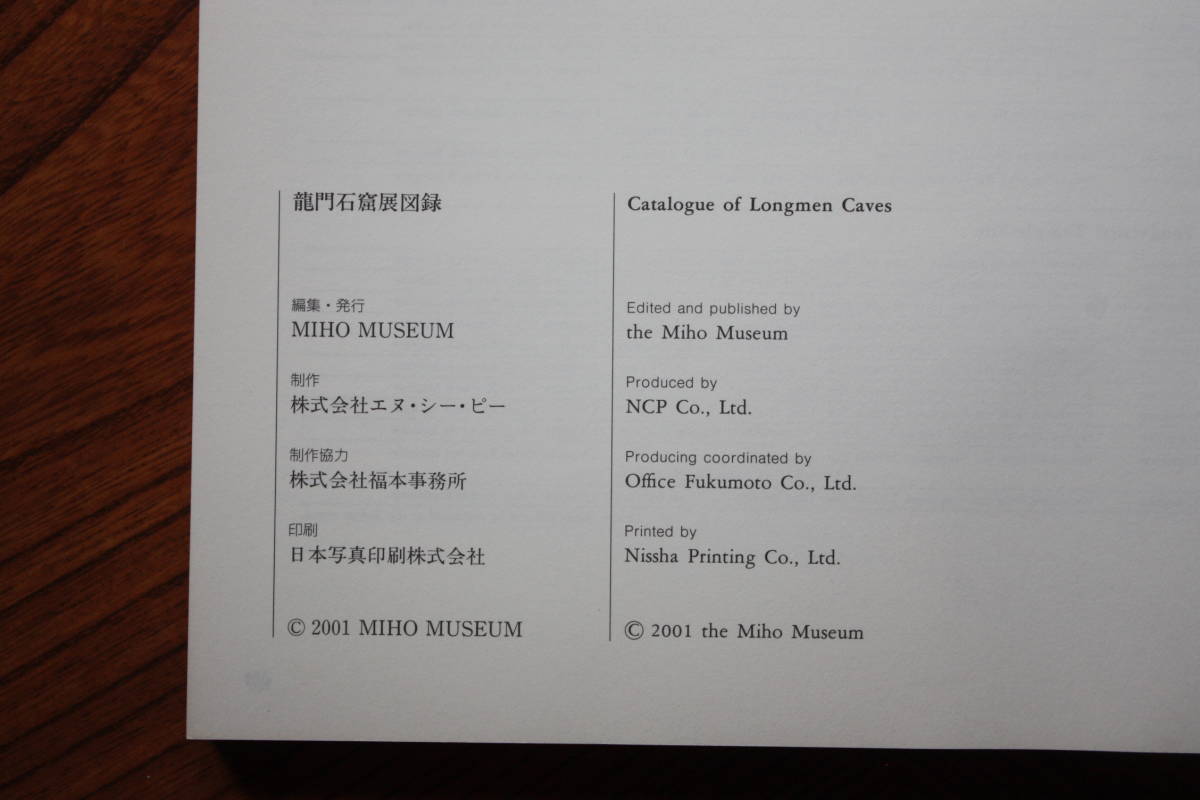 龍門石窟展図録
編集・発行
MIHO MUSEUM
制作
株式会社エヌ・シー・ピー
制作協力
株式会社福本事務所
印刷
日本写真印刷株式会社
© 2001 MIHO MUSEUM
Catalogue of Longmen Caves
Edited and published by
the Miho Museum
Produced by
NCP Co., Ltd.
Producing coordinated by
Office Fukumoto Co., Ltd.
Printed by
Nissha Printing Co., Ltd.
© 2001 the Miho Museum